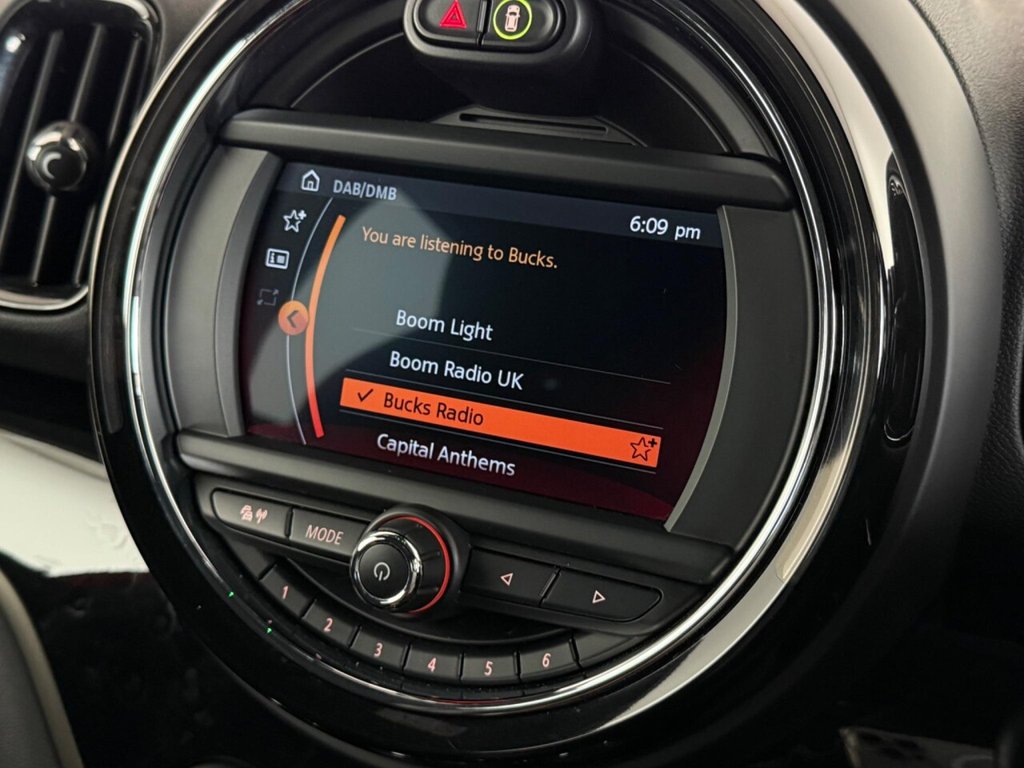 DAB/DMB
6:09 pm
You are listening to Bucks.
Boom Light
Boom Radio UK
Bucks Radio
Capital Anthems
MODE
1
2
3
4
5
6